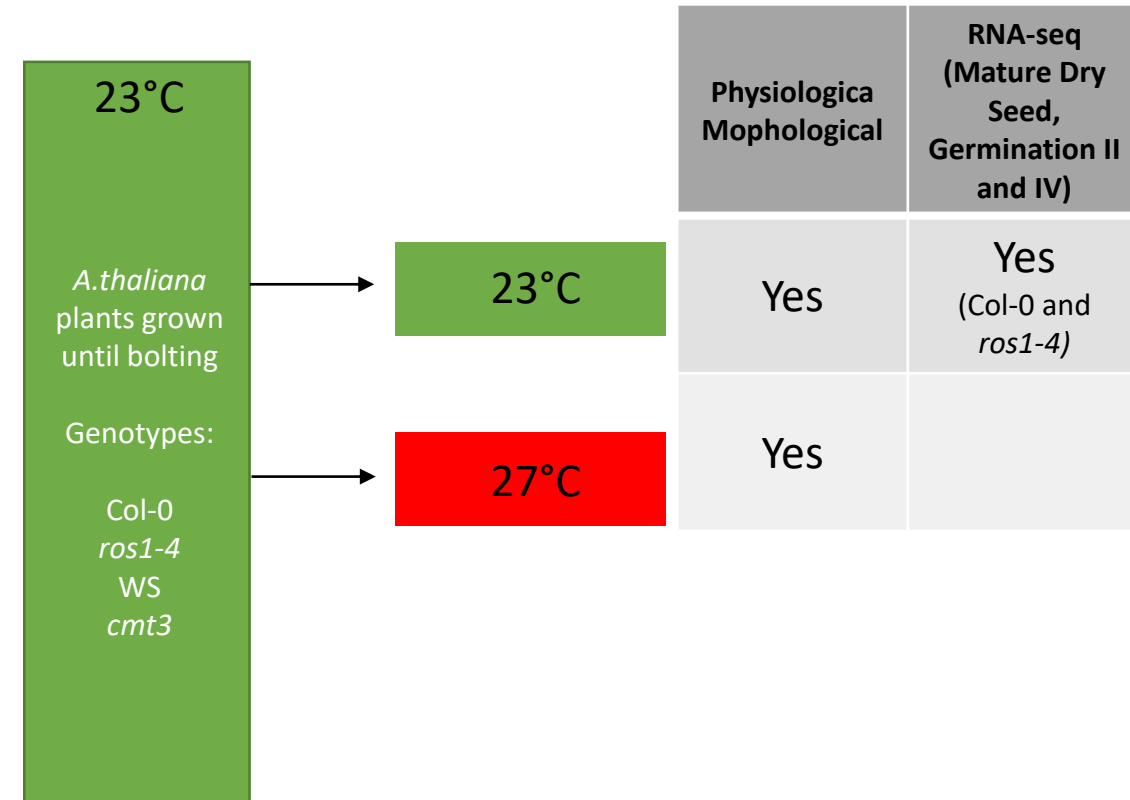 23°C
A.thaliana
plants grown
until bolting
Genotypes:
Col-0
ros1-4
WS
cmt3
23°C
27°C
Physiologica
Mophological
RNA-seq
(Mature Dry
Seed,
Germination II
and IV)
Yes
Yes
(Col-0 and
ros1-4)
Yes